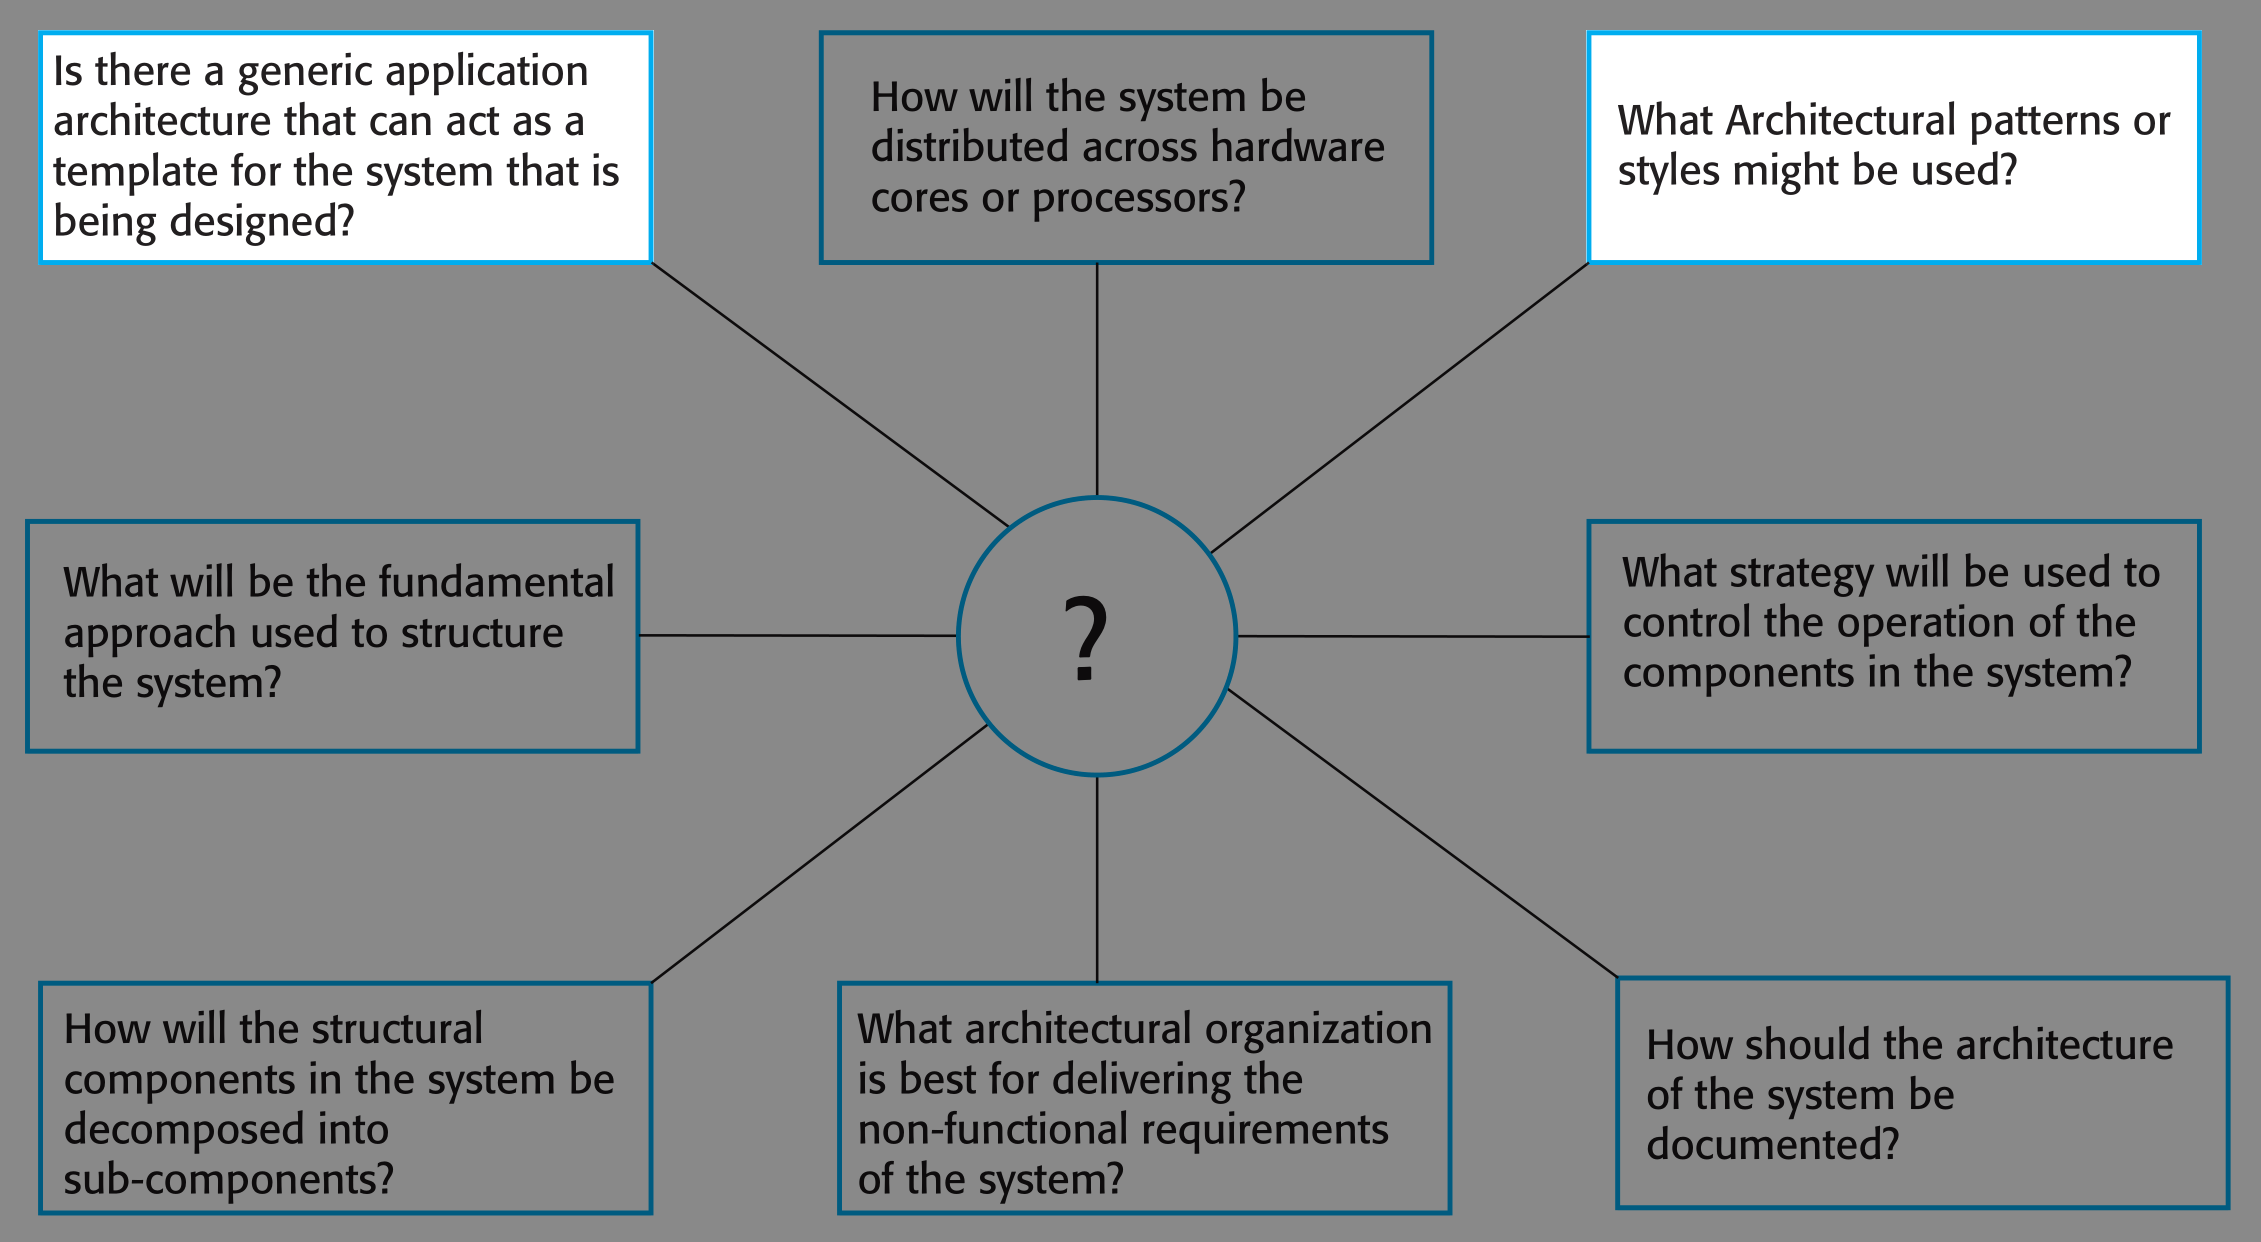 Is there a generic application
architecture that can act as a
template for the system that is
being designed?
How will the system be
distributed across hardware
cores or processors?
What Architectural patterns or
styles might be used?
What will be the fundamental
approach used to structure
the system?
?
What strategy will be used to
control the operation of the
components in the system?
How will the structural
components in the system be
decomposed into
sub-components?
What architectural organization
is best for delivering the
non-functional requirements
of the system?
How should the architecture
of the system be
documented?